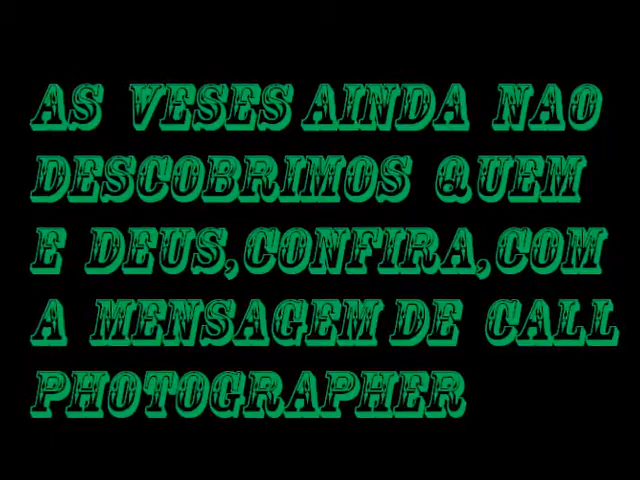 AS VESES AINDA NAO
DESCOBRIMOS QUEM
E DEUS,CONFIRA,COM
A MENSAGEM DE CALL
PHOTOGRAPHER